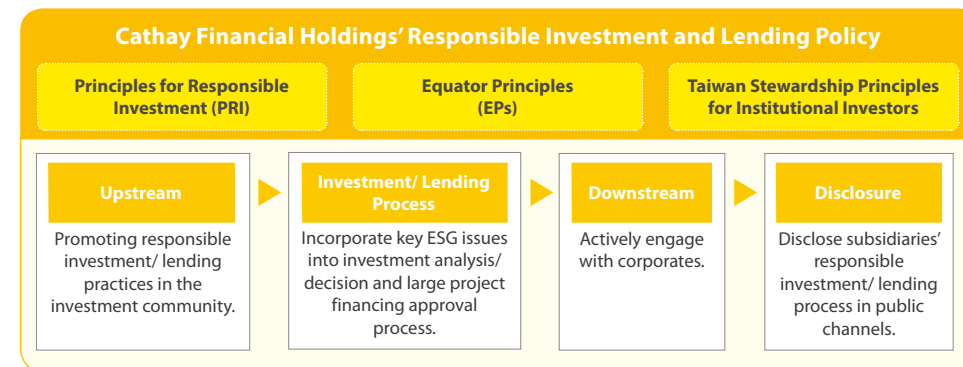 Cathay Financial Holdings’ Responsible Investment and Lending Policy
Principles for Responsible
Investment (PRI)
Equator Principles
(EPs)
Taiwan Stewardship Principles
for Institutional Investors
Upstream
Promoting responsible
investment/ lending
practices in the
investment community.
Investment/ Lending
Process
Incorporate key ESG issues
into investment analysis/
decision and large project
financing approval
process.
Downstream
Actively engage
with corporates.
Disclosure
Disclose subsidiaries’
responsible
investment/ lending
process in public
channels.